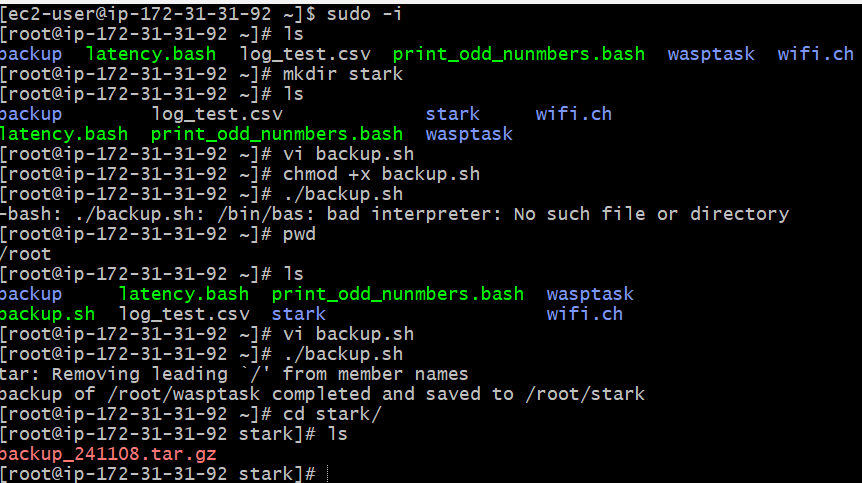 [ec2-user@ip-172-31-31-92 ~]$ sudo -i
[root@ip-172-31-31-92 ~]# ls
backup  latency.bash  log_test.csv  print_odd_nunmbers.bash  wasptask  wifi.ch
[root@ip-172-31-31-92 ~]# mkdir stark
[root@ip-172-31-31-92 ~]# ls
backup        log_test.csv             stark     wifi.ch
latency.bash  print_odd_nunmbers.bash  wasptask
[root@ip-172-31-31-92 ~]# vi backup.sh
[root@ip-172-31-31-92 ~]# chmod +x backup.sh
[root@ip-172-31-31-92 ~]# ./backup.sh
-bash: ./backup.sh: /bin/bas: bad interpreter: No such file or directory
[root@ip-172-31-31-92 ~]# pwd
/root
[root@ip-172-31-31-92 ~]# ls
backup     latency.bash  print_odd_nunmbers.bash  wasptask
backup.sh  log_test.csv  stark                    wifi.ch
[root@ip-172-31-31-92 ~]# vi backup.sh
[root@ip-172-31-31-92 ~]# ./backup.sh
tar: Removing leading `/' from member names
backup of /root/wasptask completed and saved to /root/stark
[root@ip-172-31-31-92 ~]# cd stark/
[root@ip-172-31-31-92 stark]# ls
backup_241108.tar.gz
[root@ip-172-31-31-92 stark]#